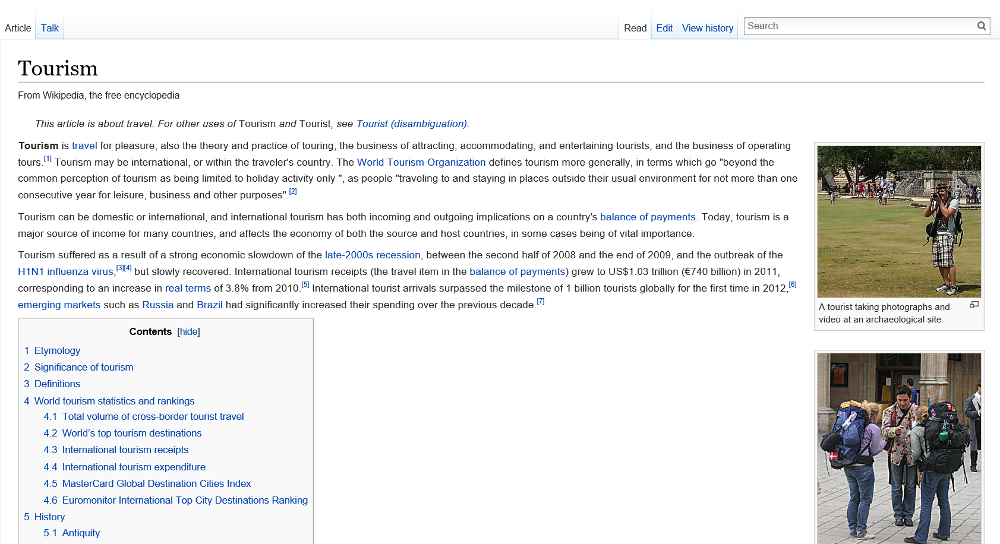 Article Talk Read Edit View history Search
Tourism
From Wikipedia, the free encyclopedia
This article is about travel. For other uses of Tourism and Tourist, see Tourist (disambiguation).
Tourism is travel for pleasure; also the theory and practice of touring, the business of attracting, accommodating, and entertaining tourists, and the business of operating
tours.[1] Tourism may be international, or within the traveler's country. The World Tourism Organization defines tourism more generally, in terms which go "beyond the
common perception of tourism as being limited to holiday activity only ", as people "traveling to and staying in places outside their usual environment for not more than one
consecutive year for leisure, business and other purposes".[2]
Tourism can be domestic or international, and international tourism has both incoming and outgoing implications on a country's balance of payments. Today, tourism is a
major source of income for many countries, and affects the economy of both the source and host countries, in some cases being of vital importance.
Tourism suffered as a result of a strong economic slowdown of the late-2000s recession, between the second half of 2008 and the end of 2009, and the outbreak of the
H1N1 influenza virus,[3][4] but slowly recovered. International tourism receipts (the travel item in the balance of payments) grew to US$1.03 trillion (€740 billion) in 2011,
corresponding to an increase in real terms of 3.8% from 2010.[5] International tourist arrivals surpassed the milestone of 1 billion tourists globally for the first time in 2012,[6]
emerging markets such as Russia and Brazil had significantly increased their spending over the previous decade.[7]
A tourist taking photographs and
video at an archaeological site
Contents [hide]
1 Etymology
2 Significance of tourism
3 Definitions
4 World tourism statistics and rankings
4.1 Total volume of cross-border tourist travel
4.2 World's top tourism destinations
4.3 International tourism receipts
4.4 International tourism expenditure
4.5 MasterCard Global Destination Cities Index
4.6 Euromonitor International Top City Destinations Ranking
5 History
5.1 Antiquity